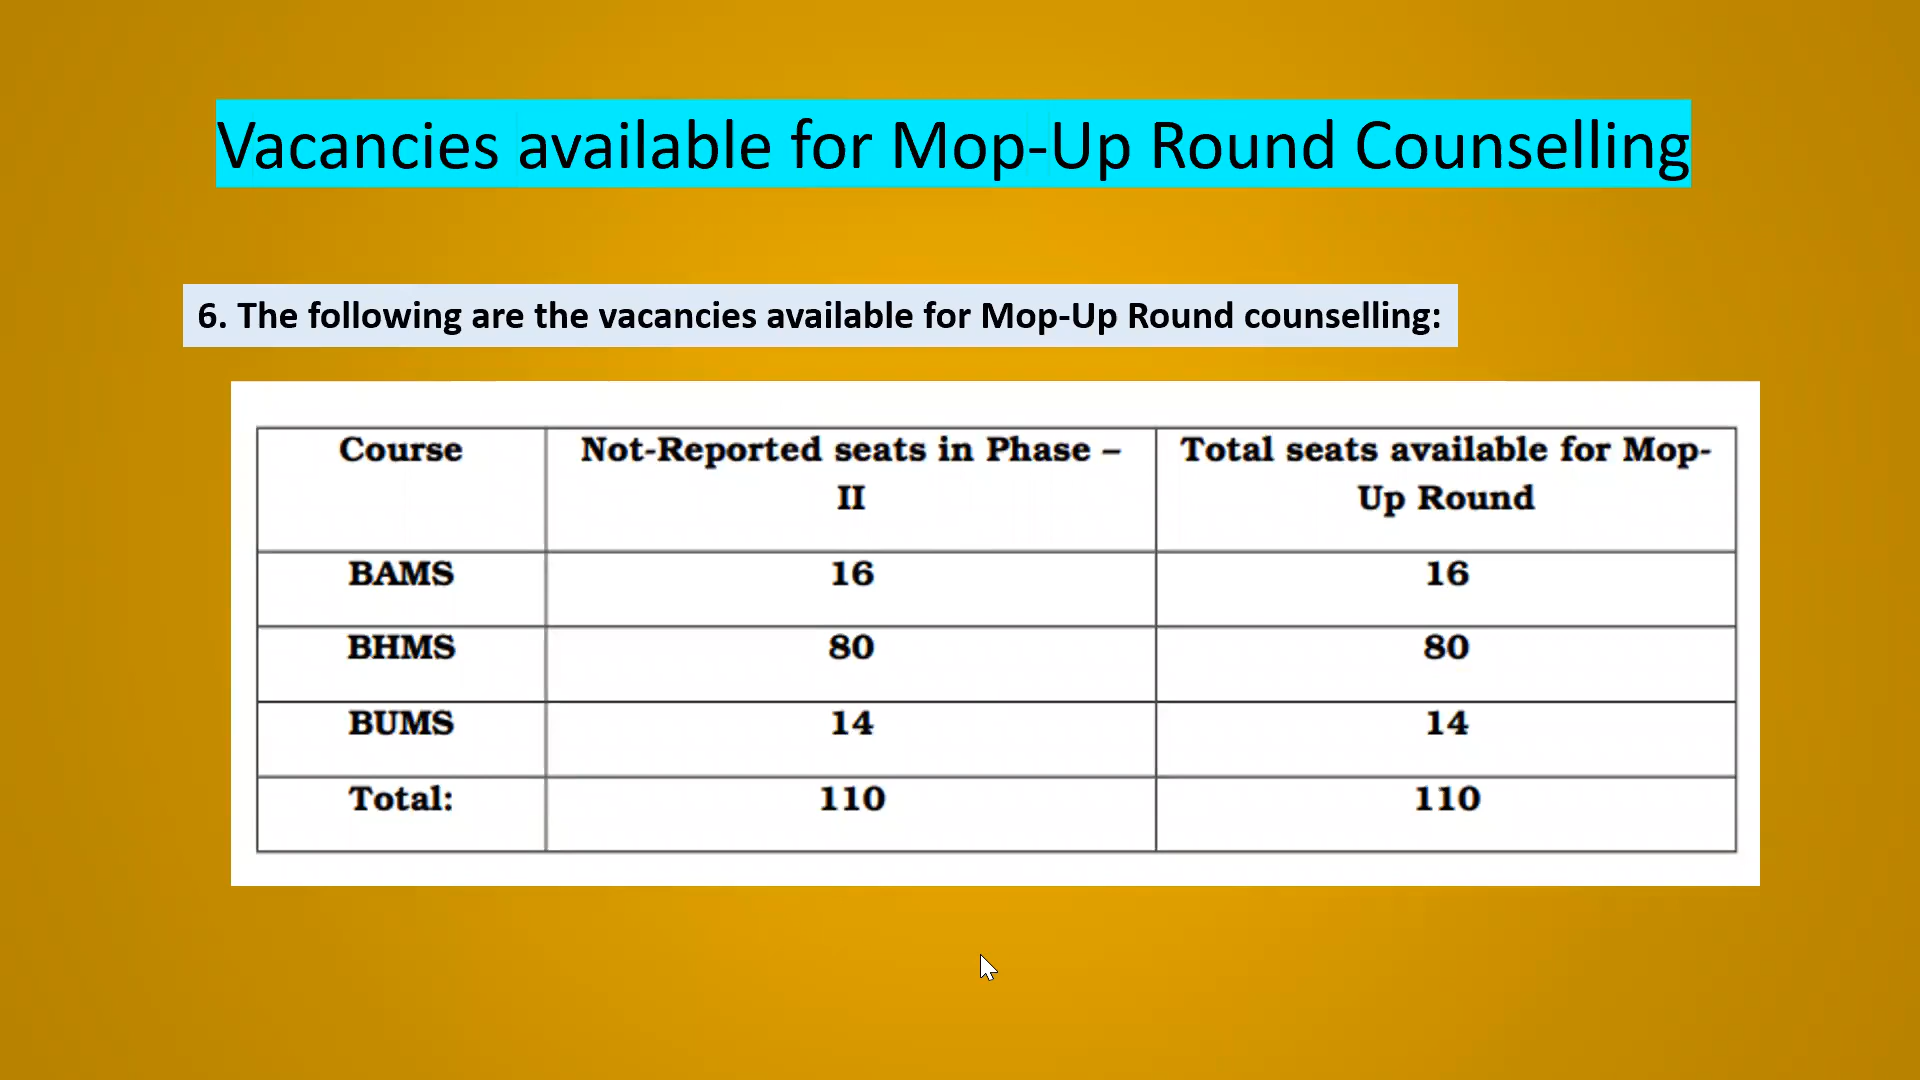 Vacancies available for Mop-Up Round Counselling
6. The following are the vacancies available for Mop-Up Round counselling:
Course Not-Reported seats in Phase – II Total seats available for Mop-Up Round
BAMS 16 16
BHMS 80 80
BUMS 14 14
Total: 110 110